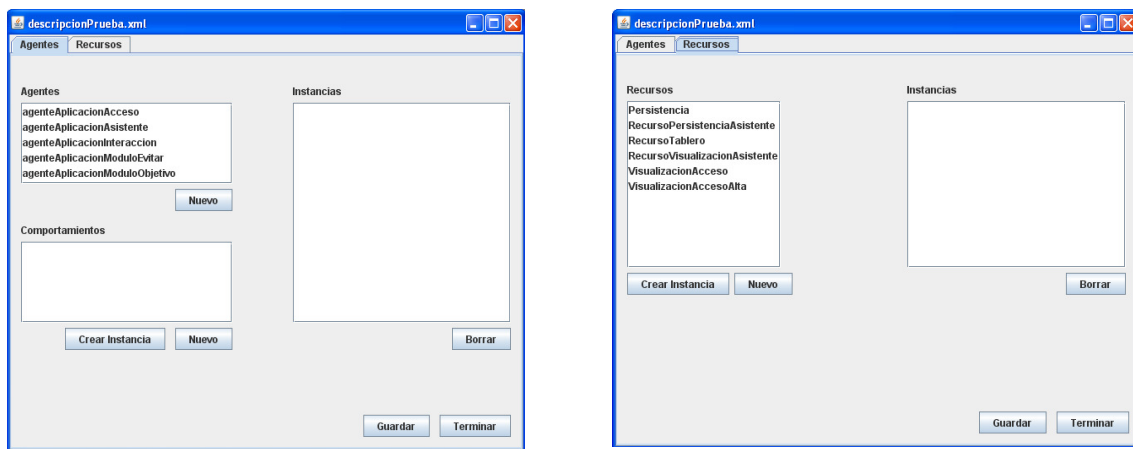 descripcionPrueba.xml
Agentes Recursos
Agentes
agenteAplicacionAcceso
agenteAplicacionAsistente
agenteAplicacionInteraccion
agenteAplicacionModuloEvitar
agenteAplicacionModuloObjetivo
Nuevo
Comportamientos
Crear Instancia Nuevo
Instancias
Borrar
Guardar Terminar
descripcionPrueba.xml
Agentes Recursos
Recursos
Persistencia
RecursoPersistenciaAsistente
RecursoTablero
RecursoVisualizacionAsistente
VisualizacionAcceso
VisualizacionAccesoAlta
Crear Instancia Nuevo
Instancias
Borrar
Guardar Terminar